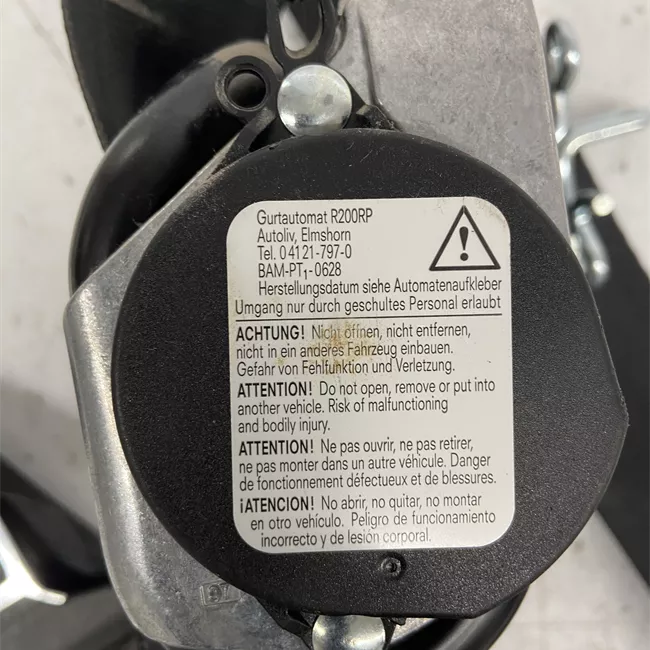 Gurtautomat R200RP
Autoliv, Elmshorn
Tel. 0 41 21-797-0
BAM-PT₁-0628
Herstellungsdatum siehe Automatenaufkleber
Umgang nur durch geschultes Personal erlaubt
ACHTUNG! Nicht öffnen, nicht entfernen,
nicht in ein anderes Fahrzeug einbauen.
Gefahr von Fehlfunktion und Verletzung.
ATTENTION! Do not open, remove or put into
another vehicle. Risk of malfunctioning
and bodily injury.
ATTENTION! Ne pas ouvrir, ne pas retirer,
ne pas monter dans un autre véhicule. Danger
de fonctionnement défectueux et de blessures.
¡ATENCION! No abrir, no quitar, no montar
en otro vehículo. Peligro de funcionamiento
incorrecto y de lesión corporal.